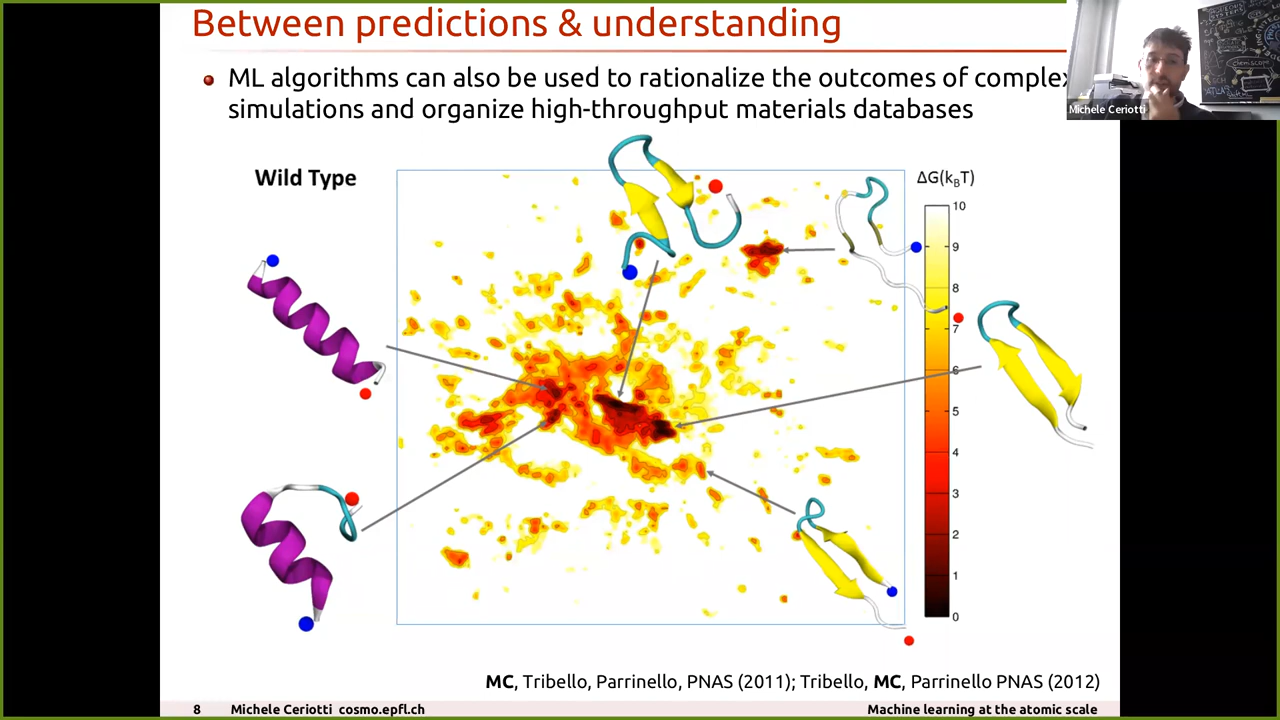 Between predictions & understanding
ML algorithms can also be used to rationalize the outcomes of complex
simulations and organize high-throughput materials databases
Michele Ceriotti
Wild Type
ΔG(kBT)
10
9
8
7
6
5
4
3
2
1
0
MC, Tribello, Parrinello, PNAS (2011); Tribello, MC, Parrinello PNAS (2012)
8 Michele Ceriotti cosmo.epfl.ch Machine learning at the atomic scale